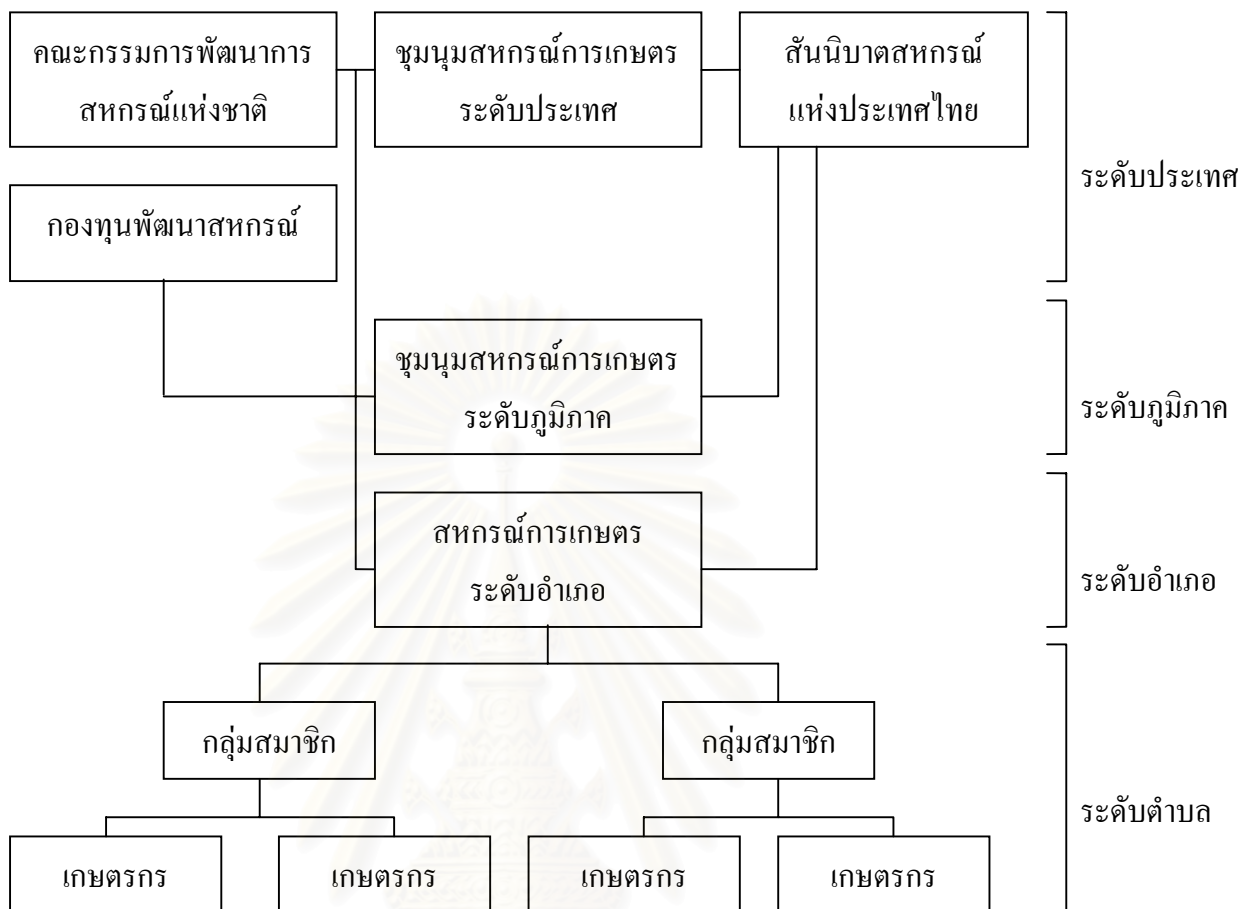 คณะกรรมการพัฒนาการ
สหกรณ์แห่งชาติ
ชุมนุมสหกรณ์การเกษตร
ระดับประเทศ
สันนิบาตสหกรณ์
แห่งประเทศไทย
ระดับประเทศ
กองทุนพัฒนาสหกรณ์
ชุมนุมสหกรณ์การเกษตร
ระดับภูมิภาค
ระดับภูมิภาค
สหกรณ์การเกษตร
ระดับอำเภอ
ระดับอำเภอ
กลุ่มสมาชิก
กลุ่มสมาชิก
ระดับตำบล
เกษตรกร
เกษตรกร
เกษตรกร
เกษตรกร